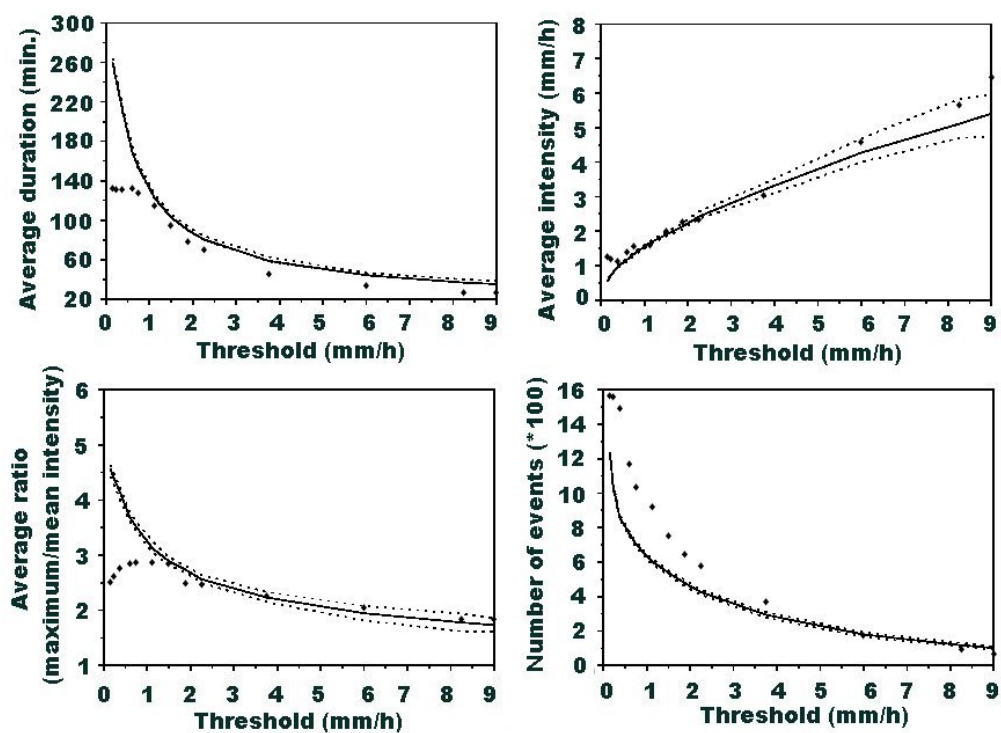 Average duration (min.)
300
260
220
180
140
100
60
20
0 1 2 3 4 5 6 7 8 9
Threshold (mm/h)
Average intensity (mm/h)
8
7
6
5
4
3
2
1
0
0 1 2 3 4 5 6 7 8 9
Threshold (mm/h)
Average ratio
(maximum/mean intensity)
6
5
4
3
2
1
0 1 2 3 4 5 6 7 8 9
Threshold (mm/h)
Number of events (*100)
16
14
12
10
8
6
4
2
0
0 1 2 3 4 5 6 7 8 9
Threshold (mm/h)